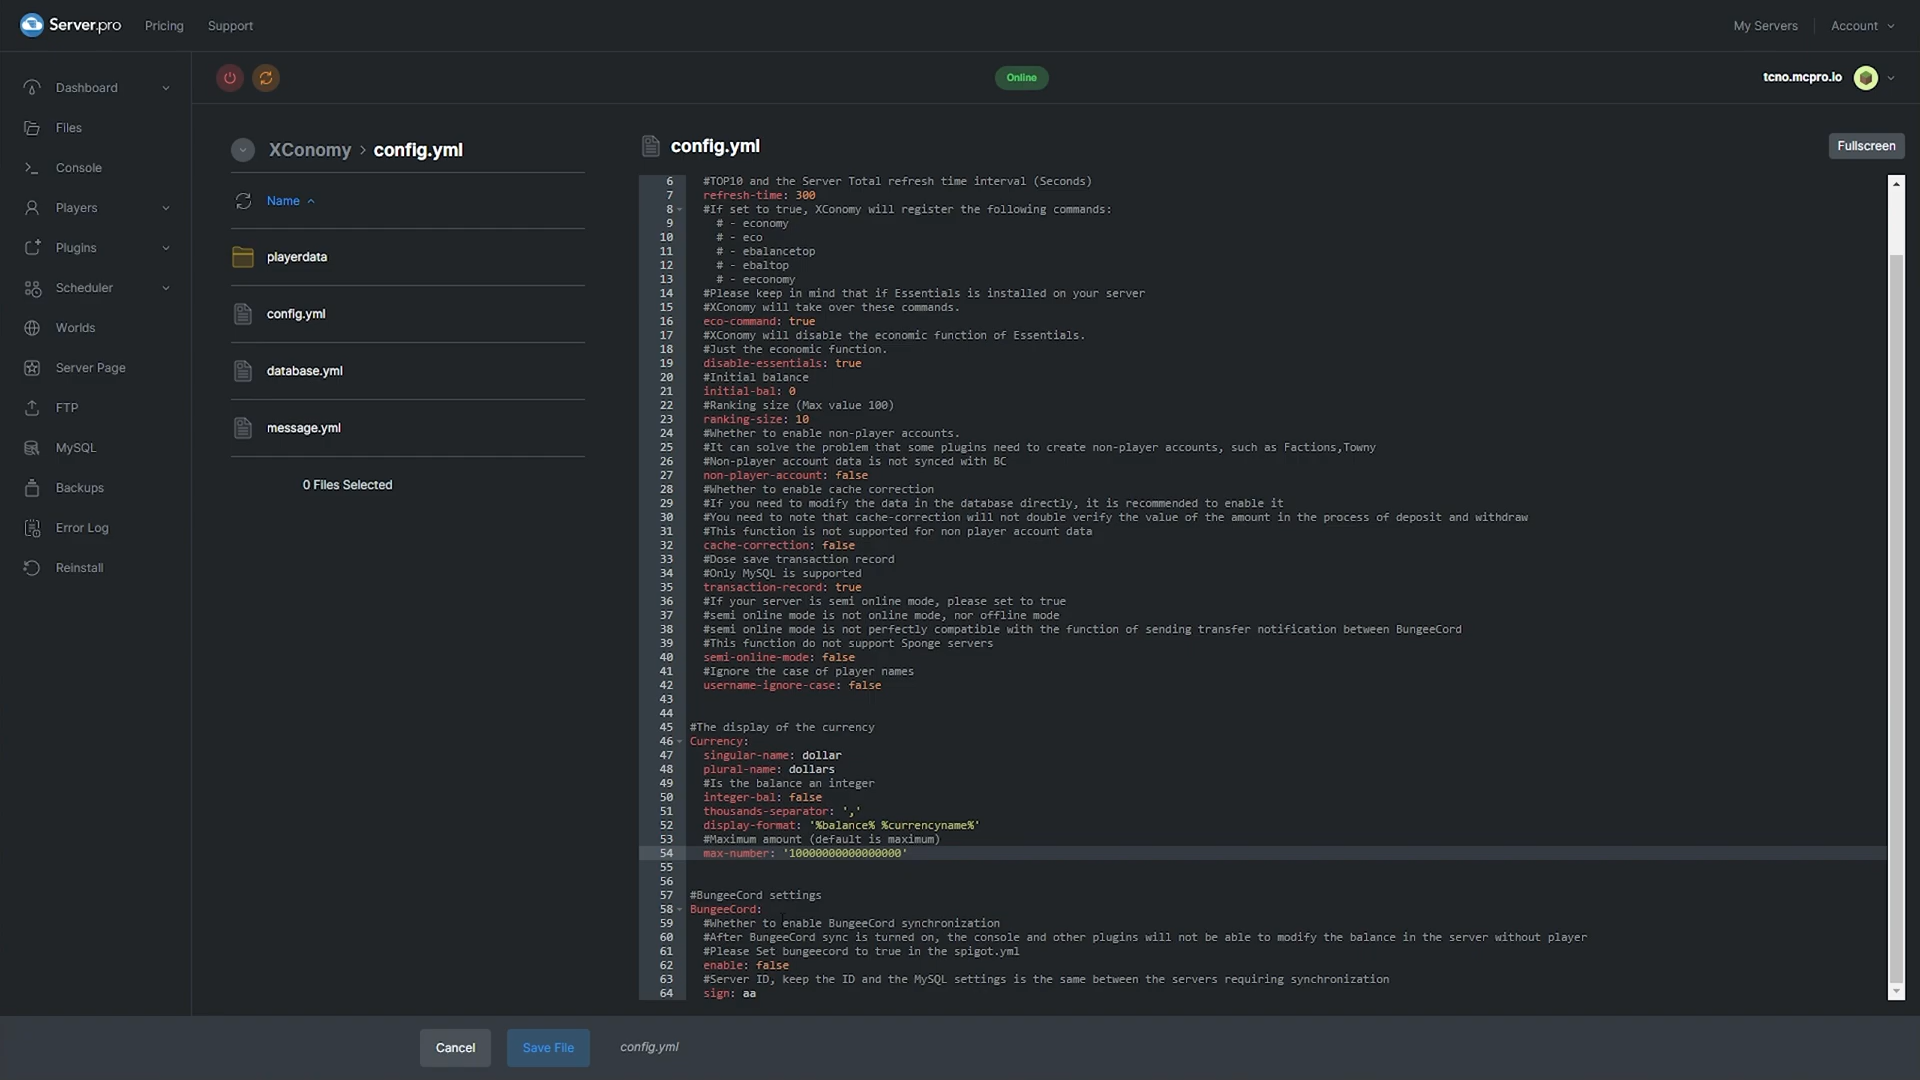 Server.pro
Pricing
Support
My Servers
Account
Online
tcno.mcpro.io
Dashboard
Files
Console
Players
Plugins
Scheduler
Worlds
Server Page
FTP
MySQL
Backups
Error Log
Reinstall
XConomy > config.yml
Name
playerdata
config.yml
database.yml
message.yml
0 Files Selected
config.yml
Fullscreen
6 #TOP10 and the Server Total refresh time interval (Seconds)
7 refresh-time: 300
8 #If set to true, XConomy will register the following commands:
9 # - economy
10 # - eco
11 # - ebalancetop
12 # - ebaltop
13 # - eeconomy
14 #Please keep in mind that if Essentials is installed on your server
15 #XConomy will take over these commands.
16 eco-command: true
17 #XConomy will disable the economic function of Essentials.
18 #Just the economic function.
19 disable-essentials: true
20 #Initial balance
21 initial-bal: 0
22 #Ranking size (Max value 100)
23 ranking-size: 10
24 #Whether to enable non-player accounts.
25 #It can solve the problem that some plugins need to create non-player accounts, such as Factions,Towny
26 #Non-player account data is not synced with BC
27 non-player-account: false
28 #Whether to enable cache correction
29 #If you need to modify the data in the database directly, it is recommended to enable it
30 #You need to note that cache-correction will not double verify the value of the amount in the process of deposit and withdraw
31 #This function is not supported for non player account data
32 cache-correction: false
33 #Dose save transaction record
34 #Only MySQL is supported
35 transaction-record: true
36 #If your server is semi online mode, please set to true
37 #semi online mode is not online mode, nor offline mode
38 #semi online mode is not perfectly compatible with the function of sending transfer notification between BungeeCord
39 #This function do not support Sponge servers
40 semi-online-mode: false
41 #Ignore the case of player names
42 username-ignore-case: false
43
44
45 #The display of the currency
46 Currency:
47 singular-name: dollar
48 plural-name: dollars
49 #Is the balance an integer
50 integer-bal: false
51 thousands-separator: ','
52 display-format: '%balance% %currencyname%'
53 #Maximum amount (default is maximum)
54 max-number: '10000000000000000'
55
56
57 #BungeeCord settings
58 BungeeCord:
59 #Whether to enable BungeeCord synchronization
60 #After BungeeCord sync is turned on, the console and other plugins will not be able to modify the balance in the server without player
61 #Please Set bungeecord to true in the spigot.yml
62 enable: false
63 #Server ID, keep the ID and the MySQL settings is the same between the servers requiring synchronization
64 sign: aa
Cancel
Save File
config.yml